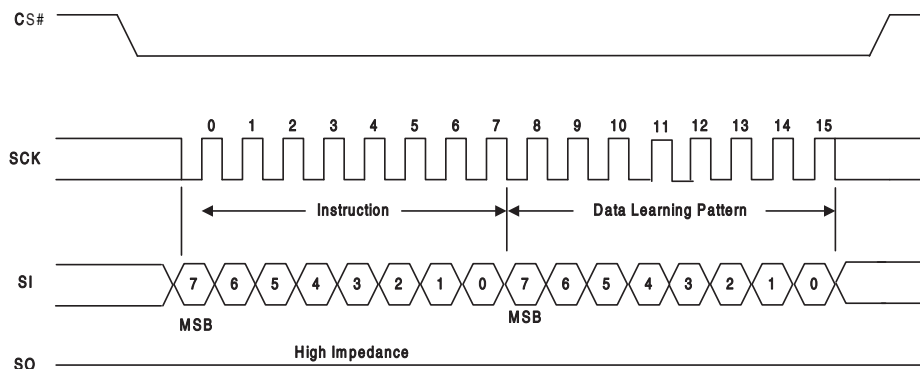 CS#
0 1 2 3 4 5 6 7 8 9 10 11 12 13 14 15
SCK
Instruction Data Learning Pattern
SI 7 6 5 4 3 2 1 0 7 6 5 4 3 2 1 0
MSB MSB
High Impedance
SO